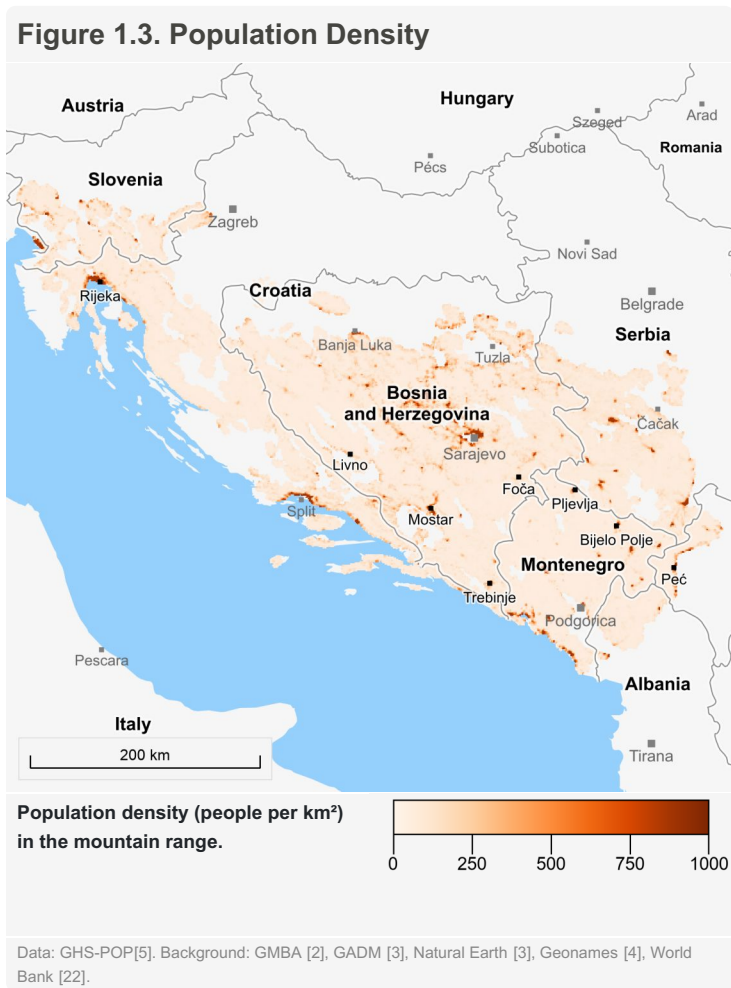 Figure 1.3. Population Density
Austria
Hungary
Szeged
Arad
Subotica
Romania
Pécs
Slovenia
Zagreb
Novi Sad
Rijeka
Croatia
Belgrade
Banja Luka
Tuzla
Serbia
Bosnia
and Herzegovina
Čačak
Sarajevo
Livno
Foča
Pljevlja
Split
Mostar
Bijelo Polje
Montenegro
Peć
Trebinje
Podgorica
Pescara
Albania
Italy
Tirana
200 km
Population density (people per km²)
in the mountain range.
0 250 500 750 1000
Data: GHS-POP[5]. Background: GMBA [2], GADM [3], Natural Earth [3], Geonames [4], World
Bank [22].